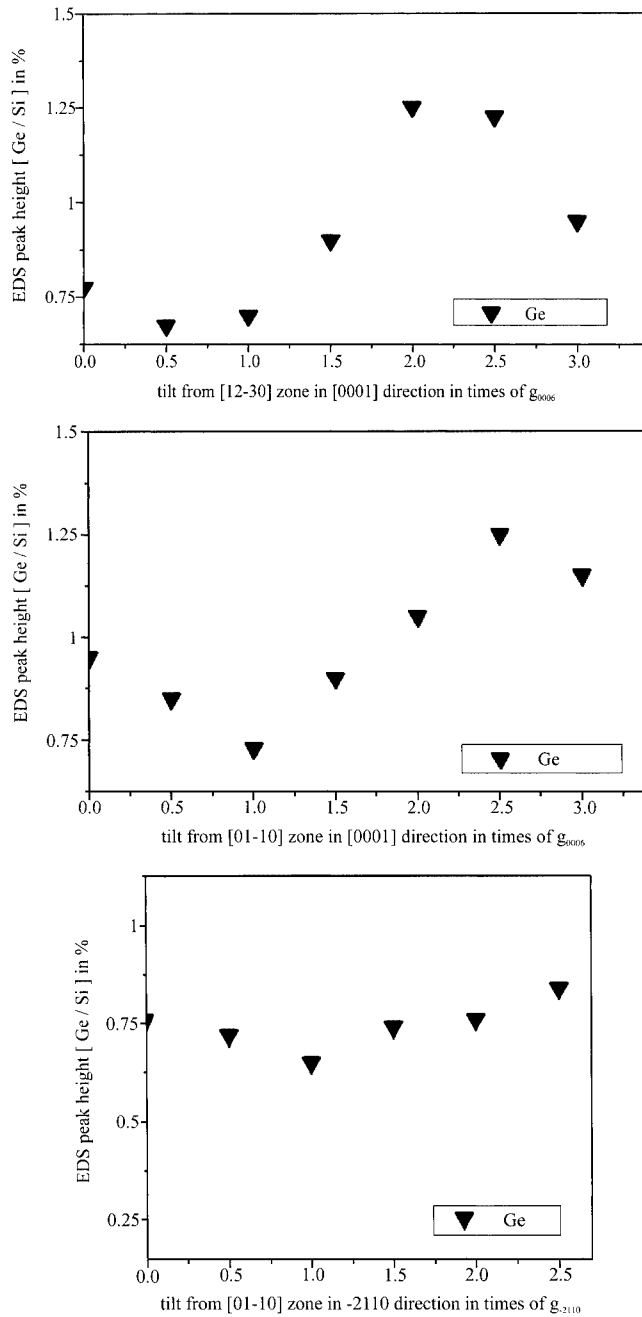 1.5
1.25
1
0.75
EDS peak height [ Ge / Si ] in %
Ge
0.0 0.5 1.0 1.5 2.0 2.5 3.0
tilt from [12-30] zone in [0001] direction in times of g0006
1.5
1.25
1
0.75
EDS peak height [ Ge / Si ] in %
Ge
0.0 0.5 1.0 1.5 2.0 2.5 3.0
tilt from [01-10] zone in [0001] direction in times of g0006
1
0.75
0.5
0.25
EDS peak height [ Ge / Si ] in %
Ge
0.0 0.5 1.0 1.5 2.0 2.5
tilt from [01-10] zone in -2110 direction in times of g-2110